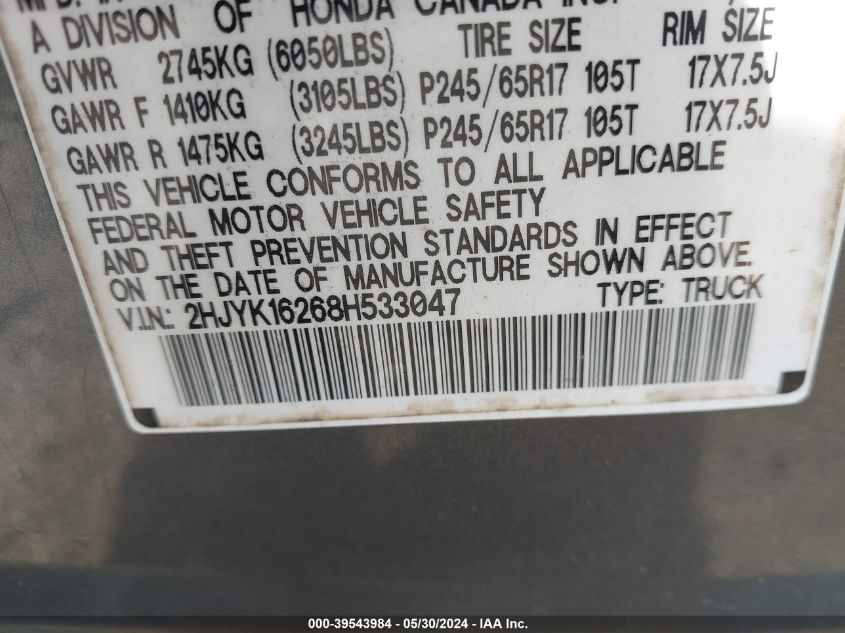 A DIVISION OF HONDA CANADA INC.
GVWR 2745KG (6050LBS) TIRE SIZE RIM SIZE
GAWR F 1410KG (3105LBS) P245/65R17 105T 17X7.5J
GAWR R 1475KG (3245LBS) P245/65R17 105T 17X7.5J
THIS VEHICLE CONFORMS TO ALL APPLICABLE
FEDERAL MOTOR VEHICLE SAFETY
AND THEFT PREVENTION STANDARDS IN EFFECT
ON THE DATE OF MANUFACTURE SHOWN ABOVE.
V.I.N.: 2HJYK16268H533047 TYPE: TRUCK
000-39543984 - 05/30/2024 - IAA Inc.